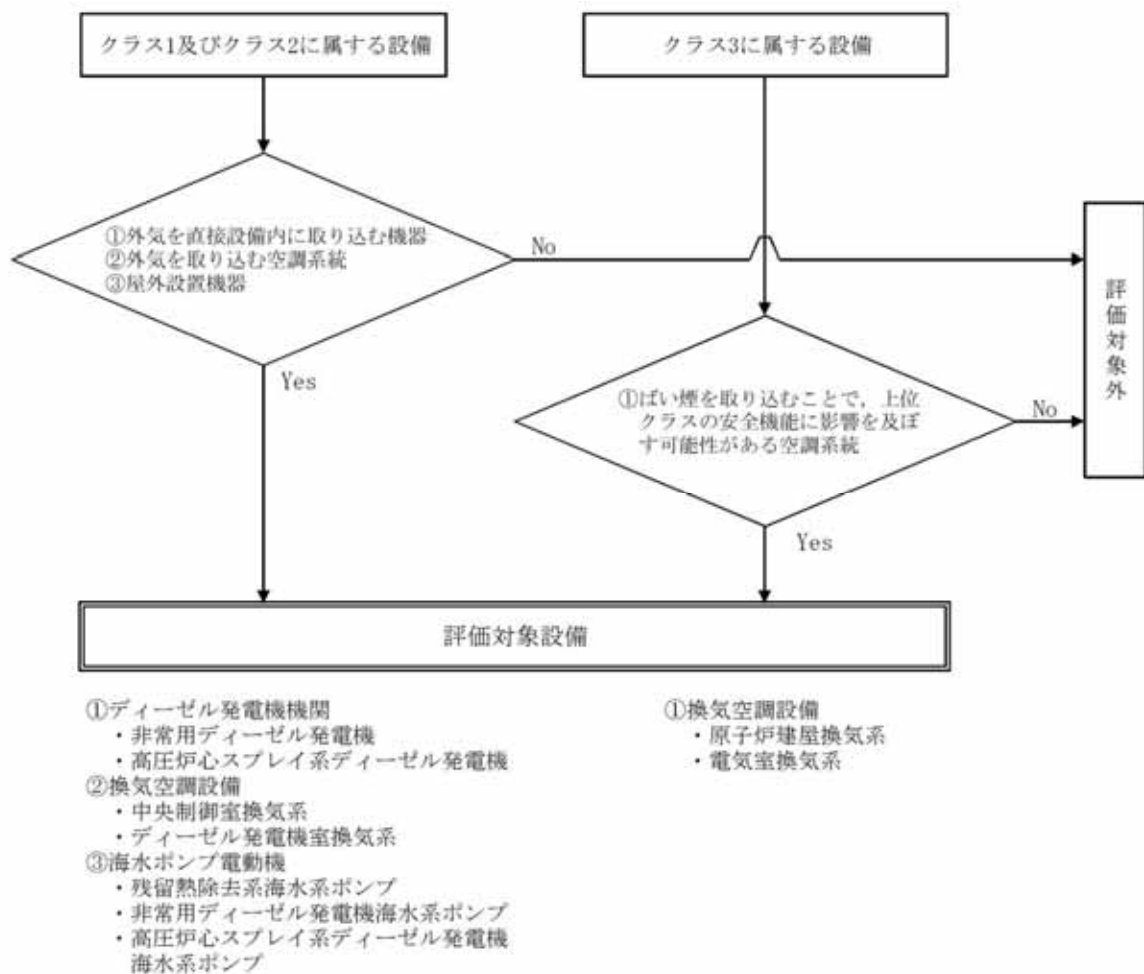 クラス1及びクラス2に属する設備
クラス3に属する設備
①外気を直接設備内に取り込む機器
②外気を取り込む空調系統
③屋外設置機器
No
Yes
①ばい煙を取り込むことで，上位
クラスの安全機能に影響を及ぼ
す可能性がある空調系統
No
Yes
評価対象外
評価対象設備
①ディーゼル発電機機関
・非常用ディーゼル発電機
・高圧炉心スプレイ系ディーゼル発電機
②換気空調設備
・中央制御室換気系
・ディーゼル発電機室換気系
③海水ポンプ電動機
・残留熱除去系海水系ポンプ
・非常用ディーゼル発電機海水系ポンプ
・高圧炉心スプレイ系ディーゼル発電機
海水系ポンプ
①換気空調設備
・原子炉建屋換気系
・電気室換気系